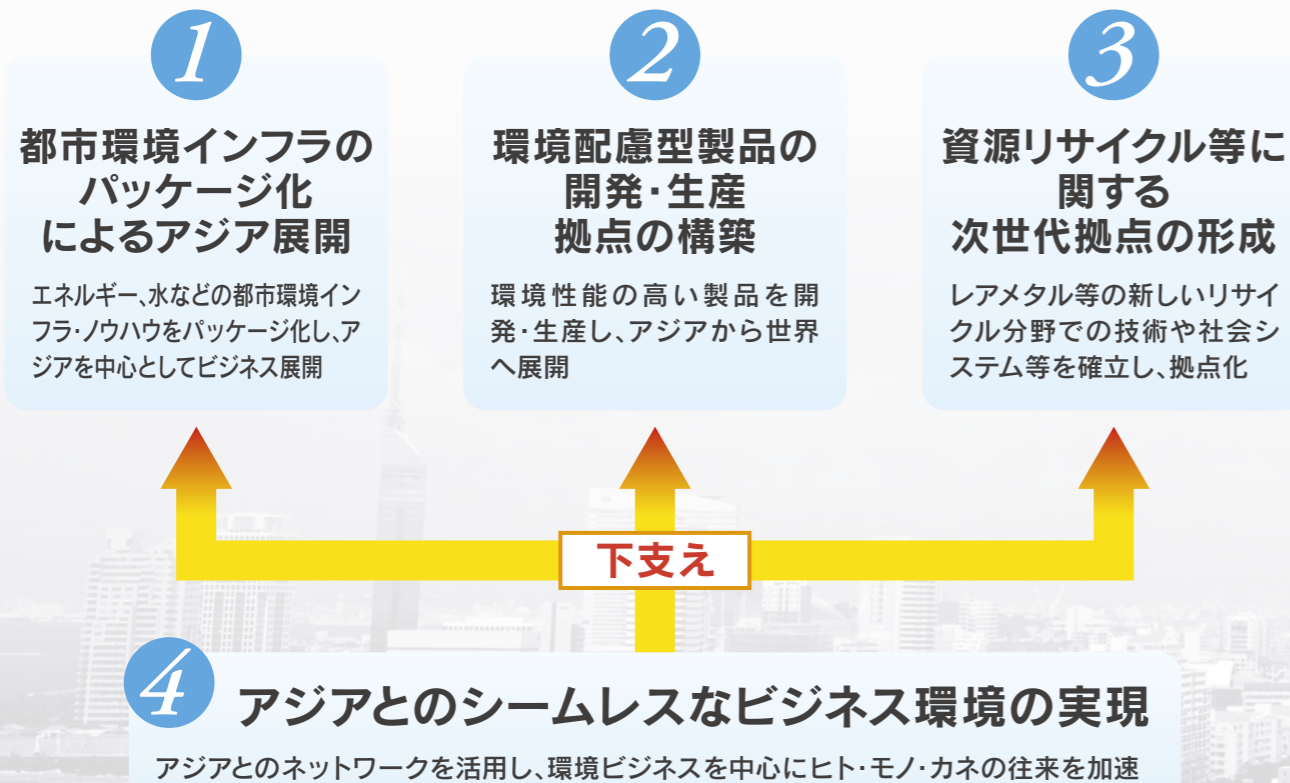 1
都市環境インフラの
パッケージ化
によるアジア展開
エネルギー、水などの都市環境イン
フラ・ノウハウをパッケージ化し、ア
ジアを中心としてビジネス展開
2
環境配慮型製品の
開発・生産
拠点の構築
環境性能の高い製品を開
発・生産し、アジアから世界
へ展開
3
資源リサイクル等に
関する
次世代拠点の形成
レアメタル等の新しいリサイ
クル分野での技術や社会シ
ステム等を確立し、拠点化
下支え
4
アジアとのシームレスなビジネス環境の実現
アジアとのネットワークを活用し、環境ビジネスを中心にヒト・モノ・カネの往来を加速